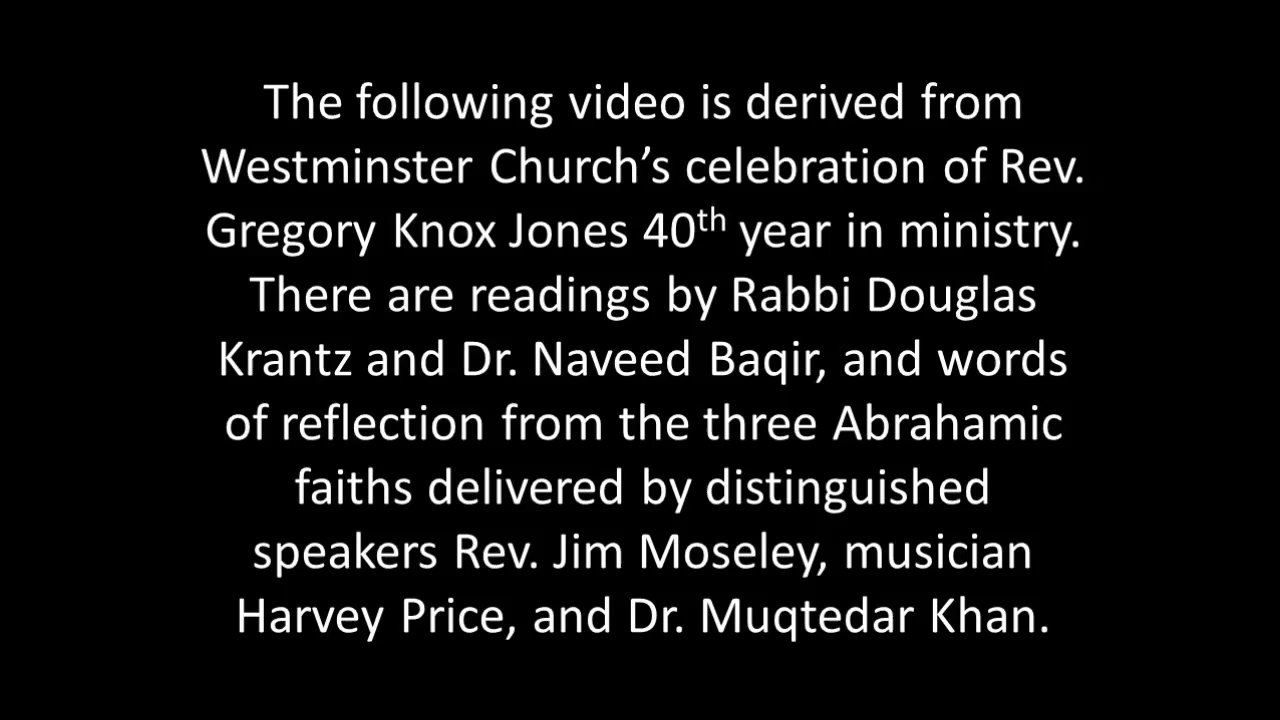 The following video is derived from
Westminster Church’s celebration of Rev.
Gregory Knox Jones 40th year in ministry.
There are readings by Rabbi Douglas
Krantz and Dr. Naveed Baqir, and words
of reflection from the three Abrahamic
faiths delivered by distinguished
speakers Rev. Jim Moseley, musician
Harvey Price, and Dr. Muqtedar Khan.